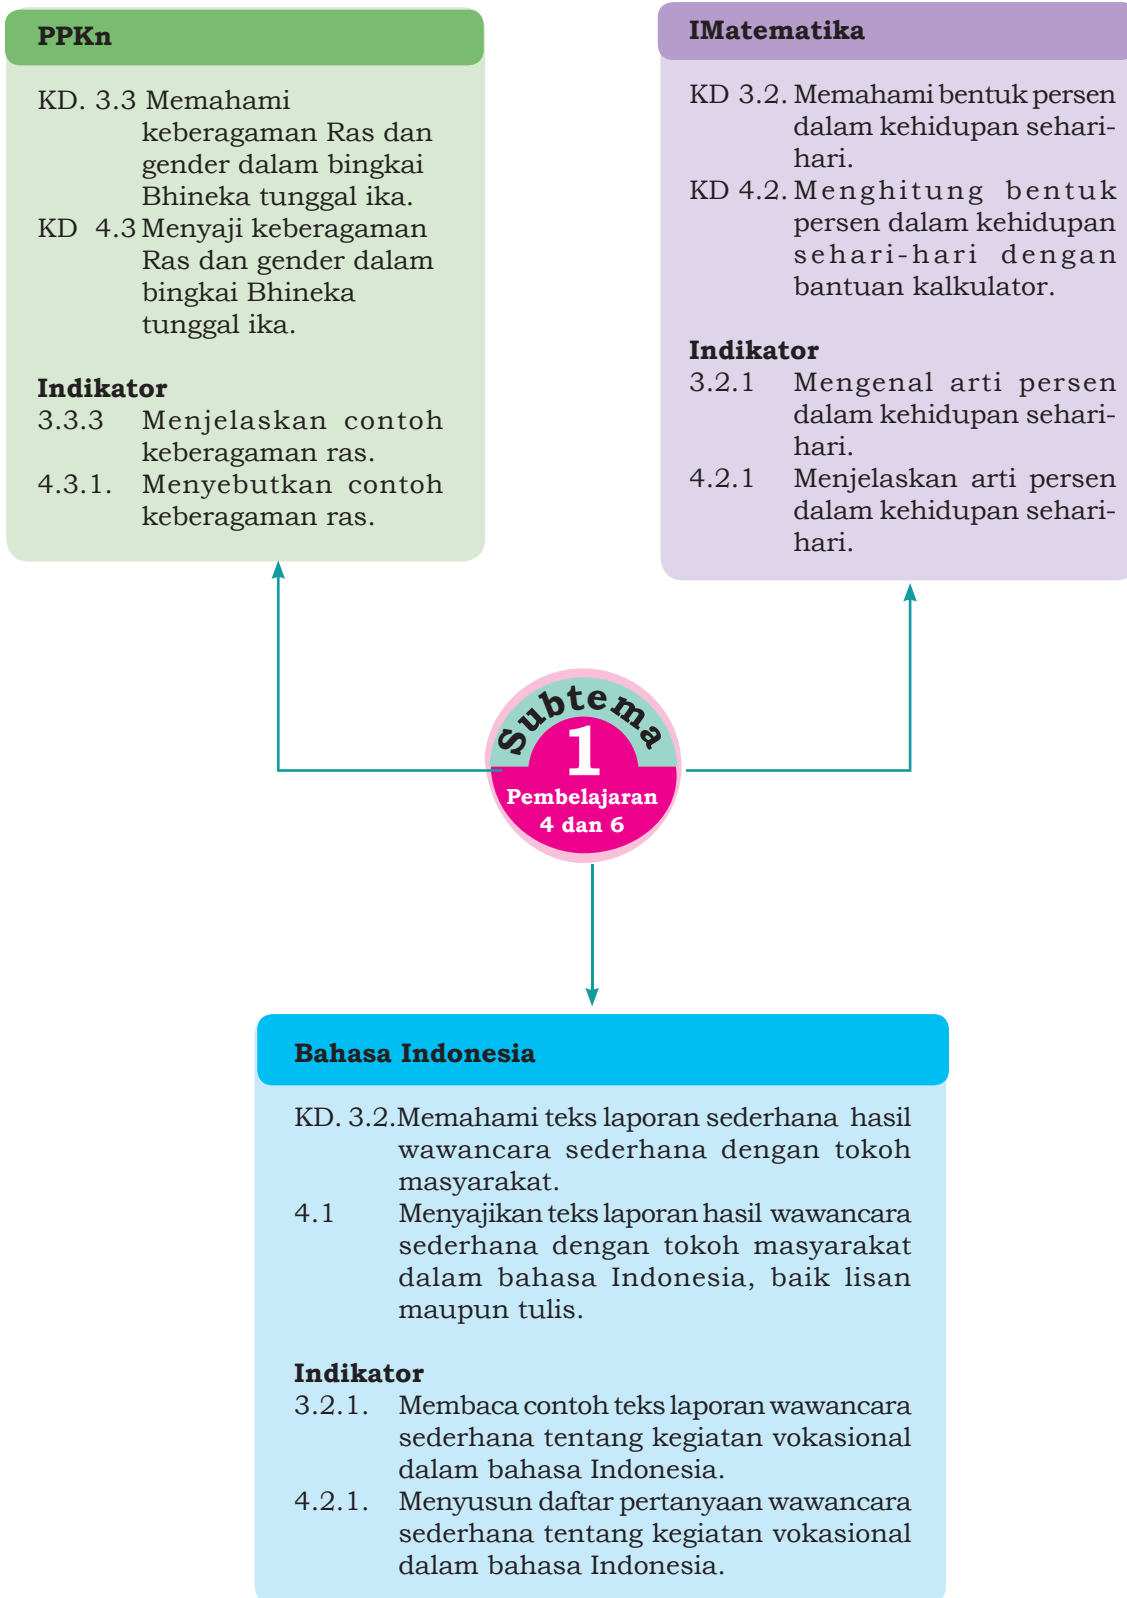 PPKn
KD. 3.3 Memahami
keberagaman Ras dan
gender dalam bingkai
Bhineka tunggal ika.
KD 4.3 Menyaji keberagaman
Ras dan gender dalam
bingkai Bhineka
tunggal ika.
Indikator
3.3.3 Menjelaskan contoh
keberagaman ras.
4.3.1. Menyebutkan contoh
keberagaman ras.
IMatematika
KD 3.2. Memahami bentuk persen
dalam kehidupan sehari-
hari.
KD 4.2. Menghitung bentuk
persen dalam kehidupan
sehari-hari dengan
bantuan kalkulator.
Indikator
3.2.1 Mengenal arti persen
dalam kehidupan sehari-
hari.
4.2.1 Menjelaskan arti persen
dalam kehidupan sehari-
hari.
Subtema
1
Pembelajaran
4 dan 6
Bahasa Indonesia
KD. 3.2.Memahami teks laporan sederhana hasil
wawancara sederhana dengan tokoh
masyarakat.
4.1 Menyajikan teks laporan hasil wawancara
sederhana dengan tokoh masyarakat
dalam bahasa Indonesia, baik lisan
maupun tulis.
Indikator
3.2.1. Membaca contoh teks laporan wawancara
sederhana tentang kegiatan vokasional
dalam bahasa Indonesia.
4.2.1. Menyusun daftar pertanyaan wawancara
sederhana tentang kegiatan vokasional
dalam bahasa Indonesia.